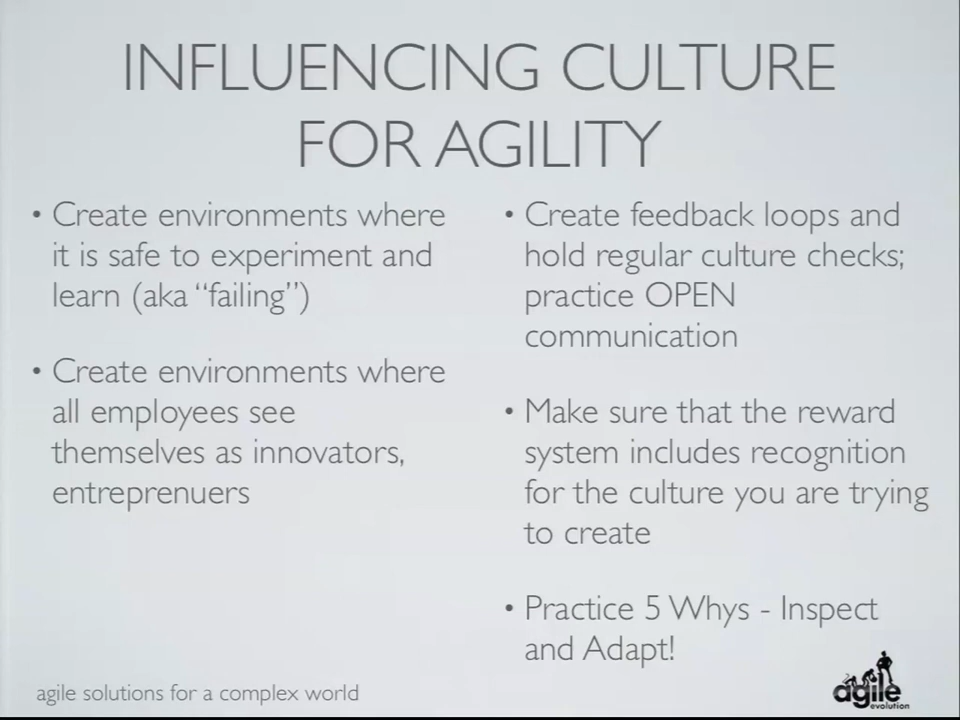 INFLUENCING CULTURE
FOR AGILITY
• Create environments where
it is safe to experiment and
learn (aka “failing”)
• Create environments where
all employees see
themselves as innovators,
entreprenuers
• Create feedback loops and
hold regular culture checks;
practice OPEN
communication
• Make sure that the reward
system includes recognition
for the culture you are trying
to create
• Practice 5 Whys - Inspect
and Adapt!
agile solutions for a complex world
agile
evolution